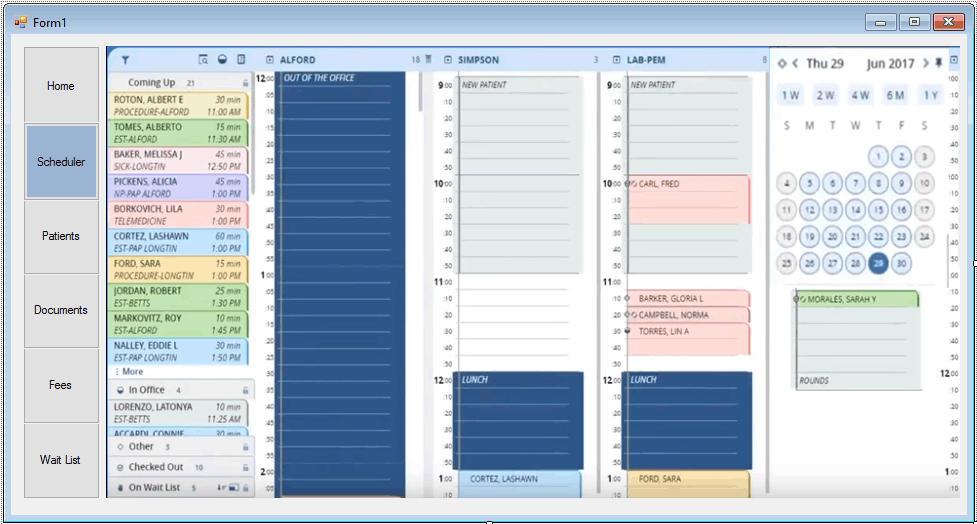 Form1
Home
Scheduler
Patients
Documents
Fees
Wait List
Coming Up 21
ROTON, ALBERT E 30 min
PROCEDURE-ALFORD 11:00 AM
TOMES, ALBERTO 15 min
EST-ALFORD 11:30 AM
BAKER, MELISSA J 45 min
SICK-LONGTIN 12:50 PM
PICKENS, ALICIA 45 min
NP-PAP ALFORD 1:00 PM
BORKOVICH, LILA 30 min
TELEMEDICINE 1:00 PM
CORTEZ, LASHAWN 60 min
EST-PAP LONGTIN 1:00 PM
FORD, SARA 15 min
PROCEDURE-LONGTIN 1:00 PM
JORDAN, ROBERT 25 min
EST-BETTS 1:30 PM
MARKOVITZ, ROY 10 min
EST-ALFORD 1:45 PM
NALLEY, EDDIE L 30 min
EST-PAP LONGTIN 1:50 PM
More
In Office 4
LORENZO, LATONYA 10 min
EST-BETTS 11:25 AM
ACCARDI, CONNIE 30 min
Other 3
Checked Out 10
On Wait List 5
ALFORD 18
12:00 OUT OF THE OFFICE
:05
:10
:15
:20
:25
:30
:35
:40
:45
:50
:55
1:00
:05
:10
:15
:20
:25
:30
:35
:40
:45
:50
:55
2:00
:05
SIMPSON 3
9:00 NEW PATIENT
:10
:20
:30
:40
:50
10:00
:10
:20
:30
:40
:50
11:00
:10
:20
:30
:40
:50
12:00 LUNCH
:10
:20
:30
:40
:50
1:00 CORTEZ, LASHAWN
:10
LAB-PEM 8
9:00 NEW PATIENT
:10
:20
:30
:40
:50
10:00 CARL, FRED
:10
:20
:30
:40
:50
11:00
:10 BARKER, GLORIA L
:20 CAMPBELL, NORMA
:30 TORRES, LIN A
:40
:50
12:00 LUNCH
:10
:20
:30
:40
:50
1:00 FORD, SARA
:10
Thu 29 Jun 2017
1 W 2 W 4 W 6 M 1 Y
S M T W T F S
1 2 3
4 5 6 7 8 9 10
11 12 13 14 15 16 17
18 19 20 21 22 23 24
25 26 27 28 29 30
MORALES, SARAH Y
ROUNDS
12:00
1:00